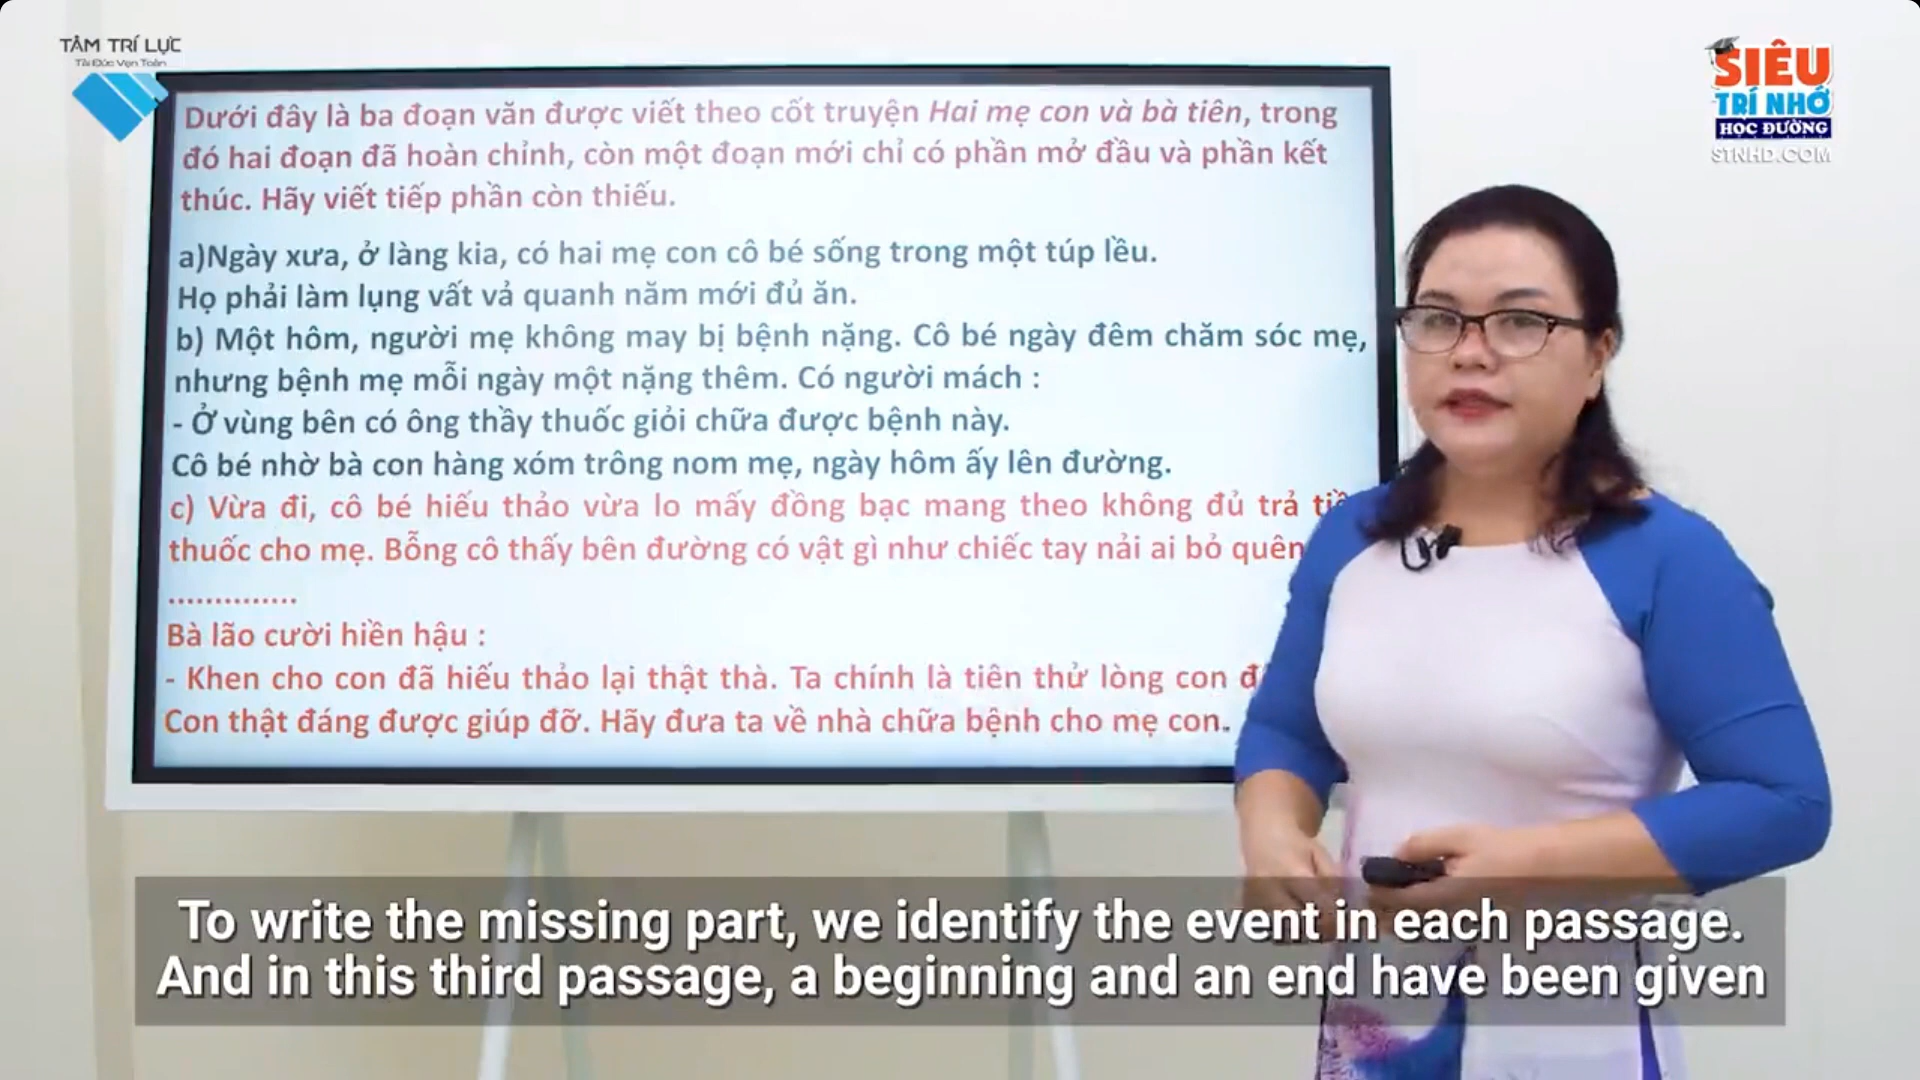 TÂM TRÍ LỰC
Tài Đức Vẹn Toàn
SIÊU
TRÍ NHỚ
HỌC ĐƯỜNG
STNHD.COM
Dưới đây là ba đoạn văn được viết theo cốt truyện Hai mẹ con và bà tiên, trong
đó hai đoạn đã hoàn chỉnh, còn một đoạn mới chỉ có phần mở đầu và phần kết
thúc. Hãy viết tiếp phần còn thiếu.
a)Ngày xưa, ở làng kia, có hai mẹ con cô bé sống trong một túp lều.
Họ phải làm lụng vất vả quanh năm mới đủ ăn.
b) Một hôm, người mẹ không may bị bệnh nặng. Cô bé ngày đêm chăm sóc mẹ,
nhưng bệnh mẹ mỗi ngày một nặng thêm. Có người mách :
- Ở vùng bên có ông thầy thuốc giỏi chữa được bệnh này.
Cô bé nhờ bà con hàng xóm trông nom mẹ, ngày hôm ấy lên đường.
c) Vừa đi, cô bé hiếu thảo vừa lo mấy đồng bạc mang theo không đủ trả
thuốc cho mẹ. Bỗng cô thấy bên đường có vật gì như chiếc tay nải ai bỏ quên
..............
Bà lão cười hiền hậu :
- Khen cho con đã hiếu thảo lại thật thà. Ta chính là tiên thử lòng con
Con thật đáng được giúp đỡ. Hãy đưa ta về nhà chữa bệnh cho mẹ con.
To write the missing part, we identify the event in each passage.
And in this third passage, a beginning and an end have been given